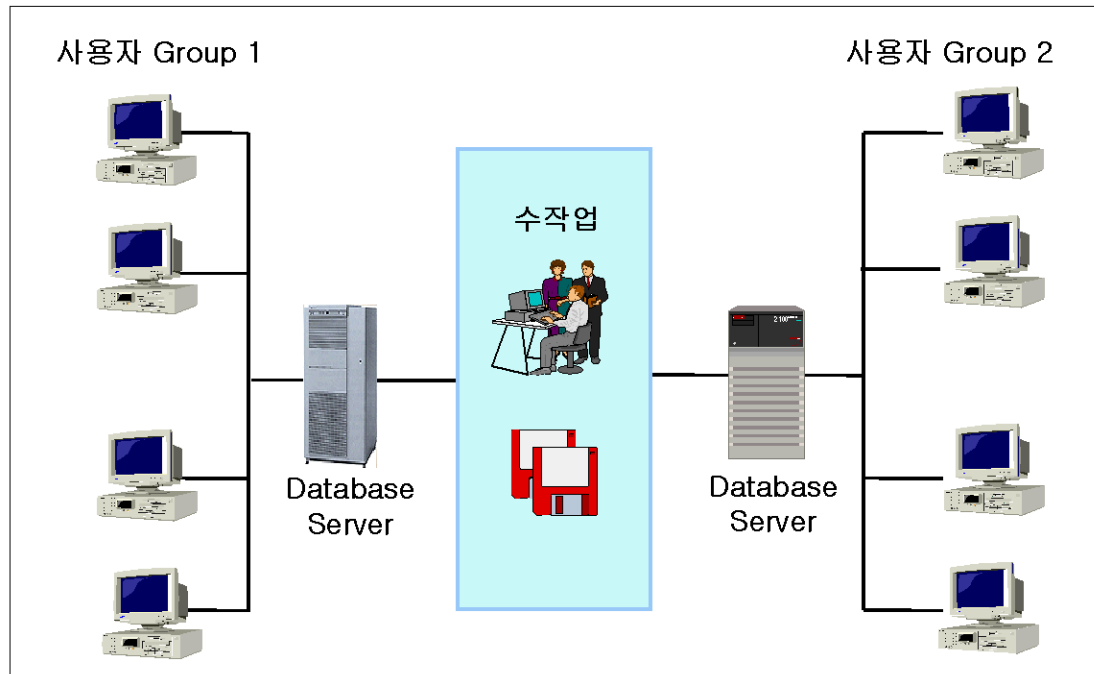 사용자 Group 1
사용자 Group 2
수작업
Database
Server
Database
Server